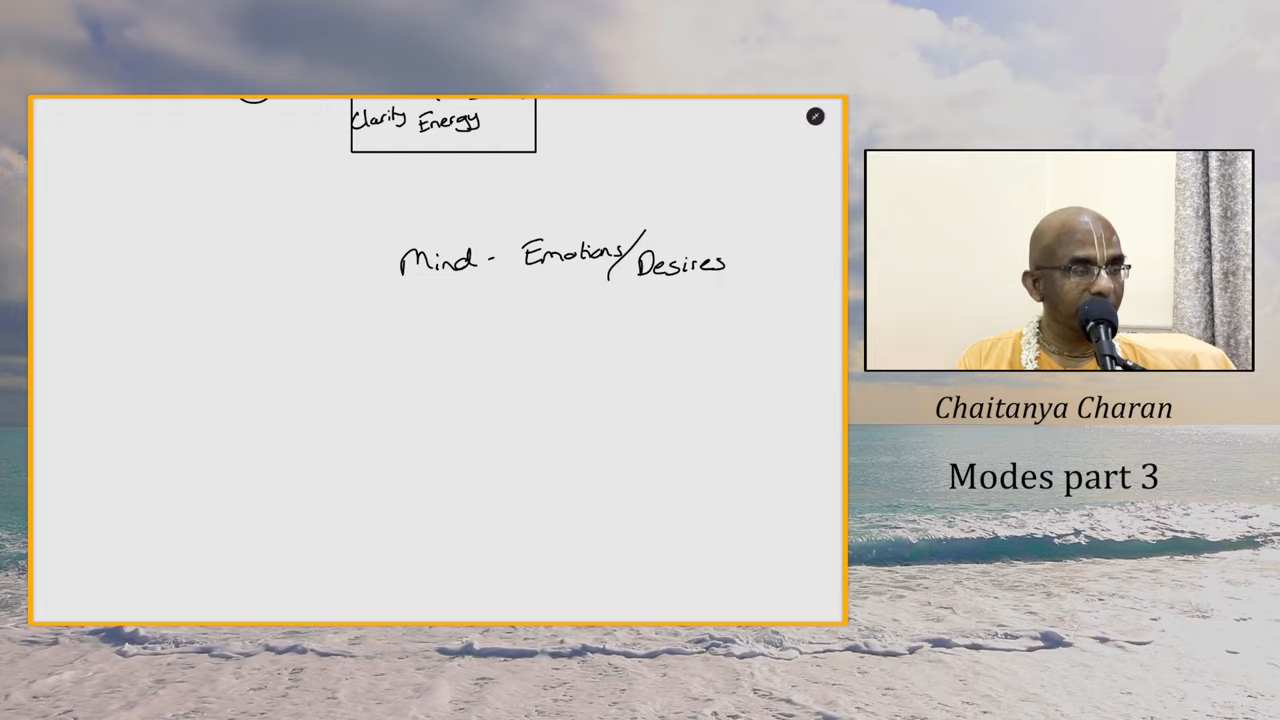 Clarity Energy
Mind - Emotions/Desires
Chaitanya Charan
Modes part 3